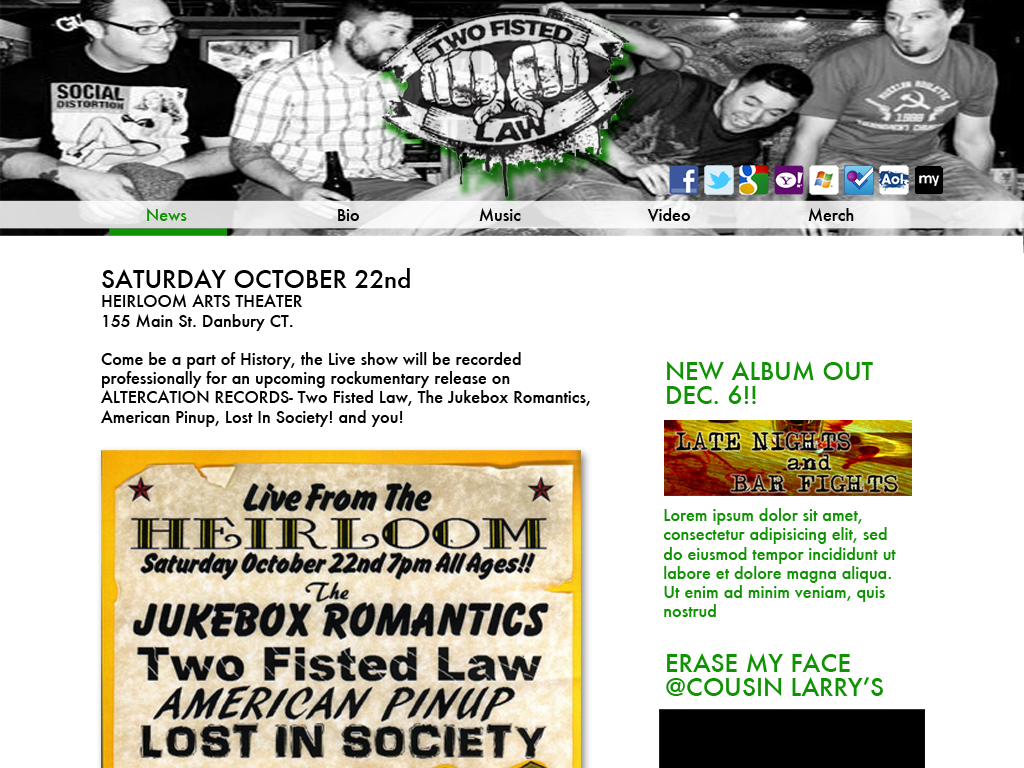 GU
SOCIAL
DISTORTION
TWO FISTED
LAW
RUSSIAN ROULETTE
1988
f
g
Y!
Aol.
my
News
Bio
Music
Video
Merch
SATURDAY OCTOBER 22nd
HEIRLOOM ARTS THEATER
155 Main St. Danbury CT.
Come be a part of History, the Live show will be recorded
professionally for an upcoming rockumentary release on
ALTERCATION RECORDS- Two Fisted Law, The Jukebox Romantics,
American Pinup, Lost In Society! and you!
Live From The
HEIRLOOM
Saturday October 22nd 7pm All Ages!!
The
JUKEBOX ROMANTICS
Two Fisted Law
AMERICAN PINUP
LOST IN SOCIETY
NEW ALBUM OUT
DEC. 6!!
LATE NIGHTS
and
BAR FIGHTS
Lorem ipsum dolor sit amet,
consectetur adipisicing elit, sed
do eiusmod tempor incididunt ut
labore et dolore magna aliqua.
Ut enim ad minim veniam, quis
nostrud
ERASE MY FACE
@COUSIN LARRY'S